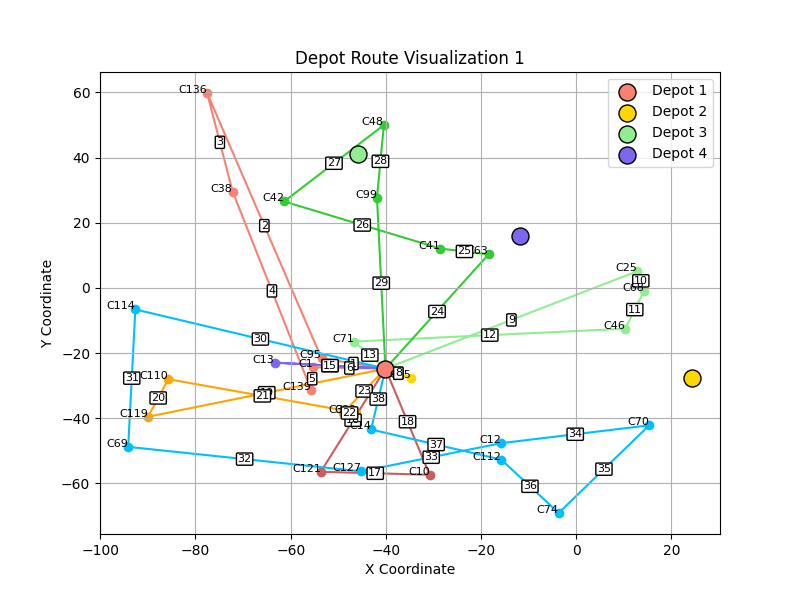 Depot Route Visualization 1
Depot 1
Depot 2
Depot 3
Depot 4
Y Coordinate
X Coordinate
60
40
20
0
−20
−40
−60
−100
−80
−60
−40
−20
0
20
C136
3
C48
27
28
C38
C42
C99
2
26
C41
25
63
C25
10
C68
4
29
24
9
11
C46
12
C114
30
C71
13
C95
C13
C1
15
6
8
5
C110
31
5
C139
23
20
21
38
C119
22
18
C14
C70
34
C12
37
C69
32
33
C112
C121
C127
17
C10
35
36
C74